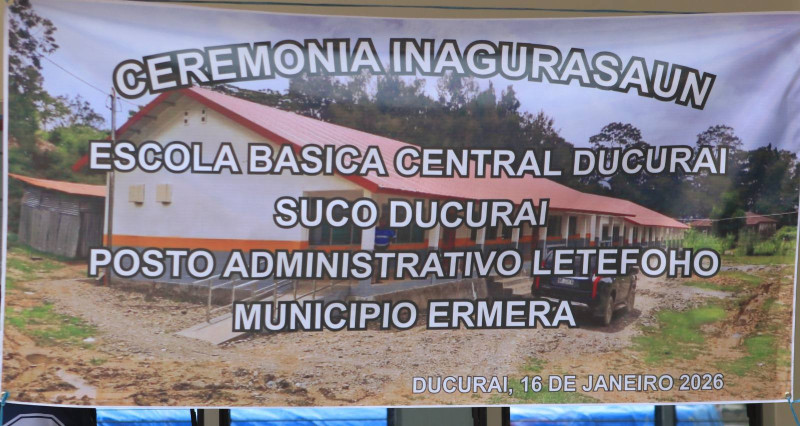 CEREMONIA INAGURASAUN
ESCOLA BASICA CENTRAL DUCURAI
SUCO DUCURAI
POSTO ADMINISTRATIVO LETEFOHO
MUNICIPIO ERMERA
DUCURAI, 16 DE JANEIRO 2026